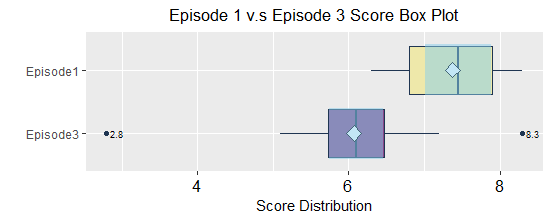 Episode 1 v.s Episode 3 Score Box Plot
Episode1
Episode3
2.8
8.3
4 6 8
Score Distribution